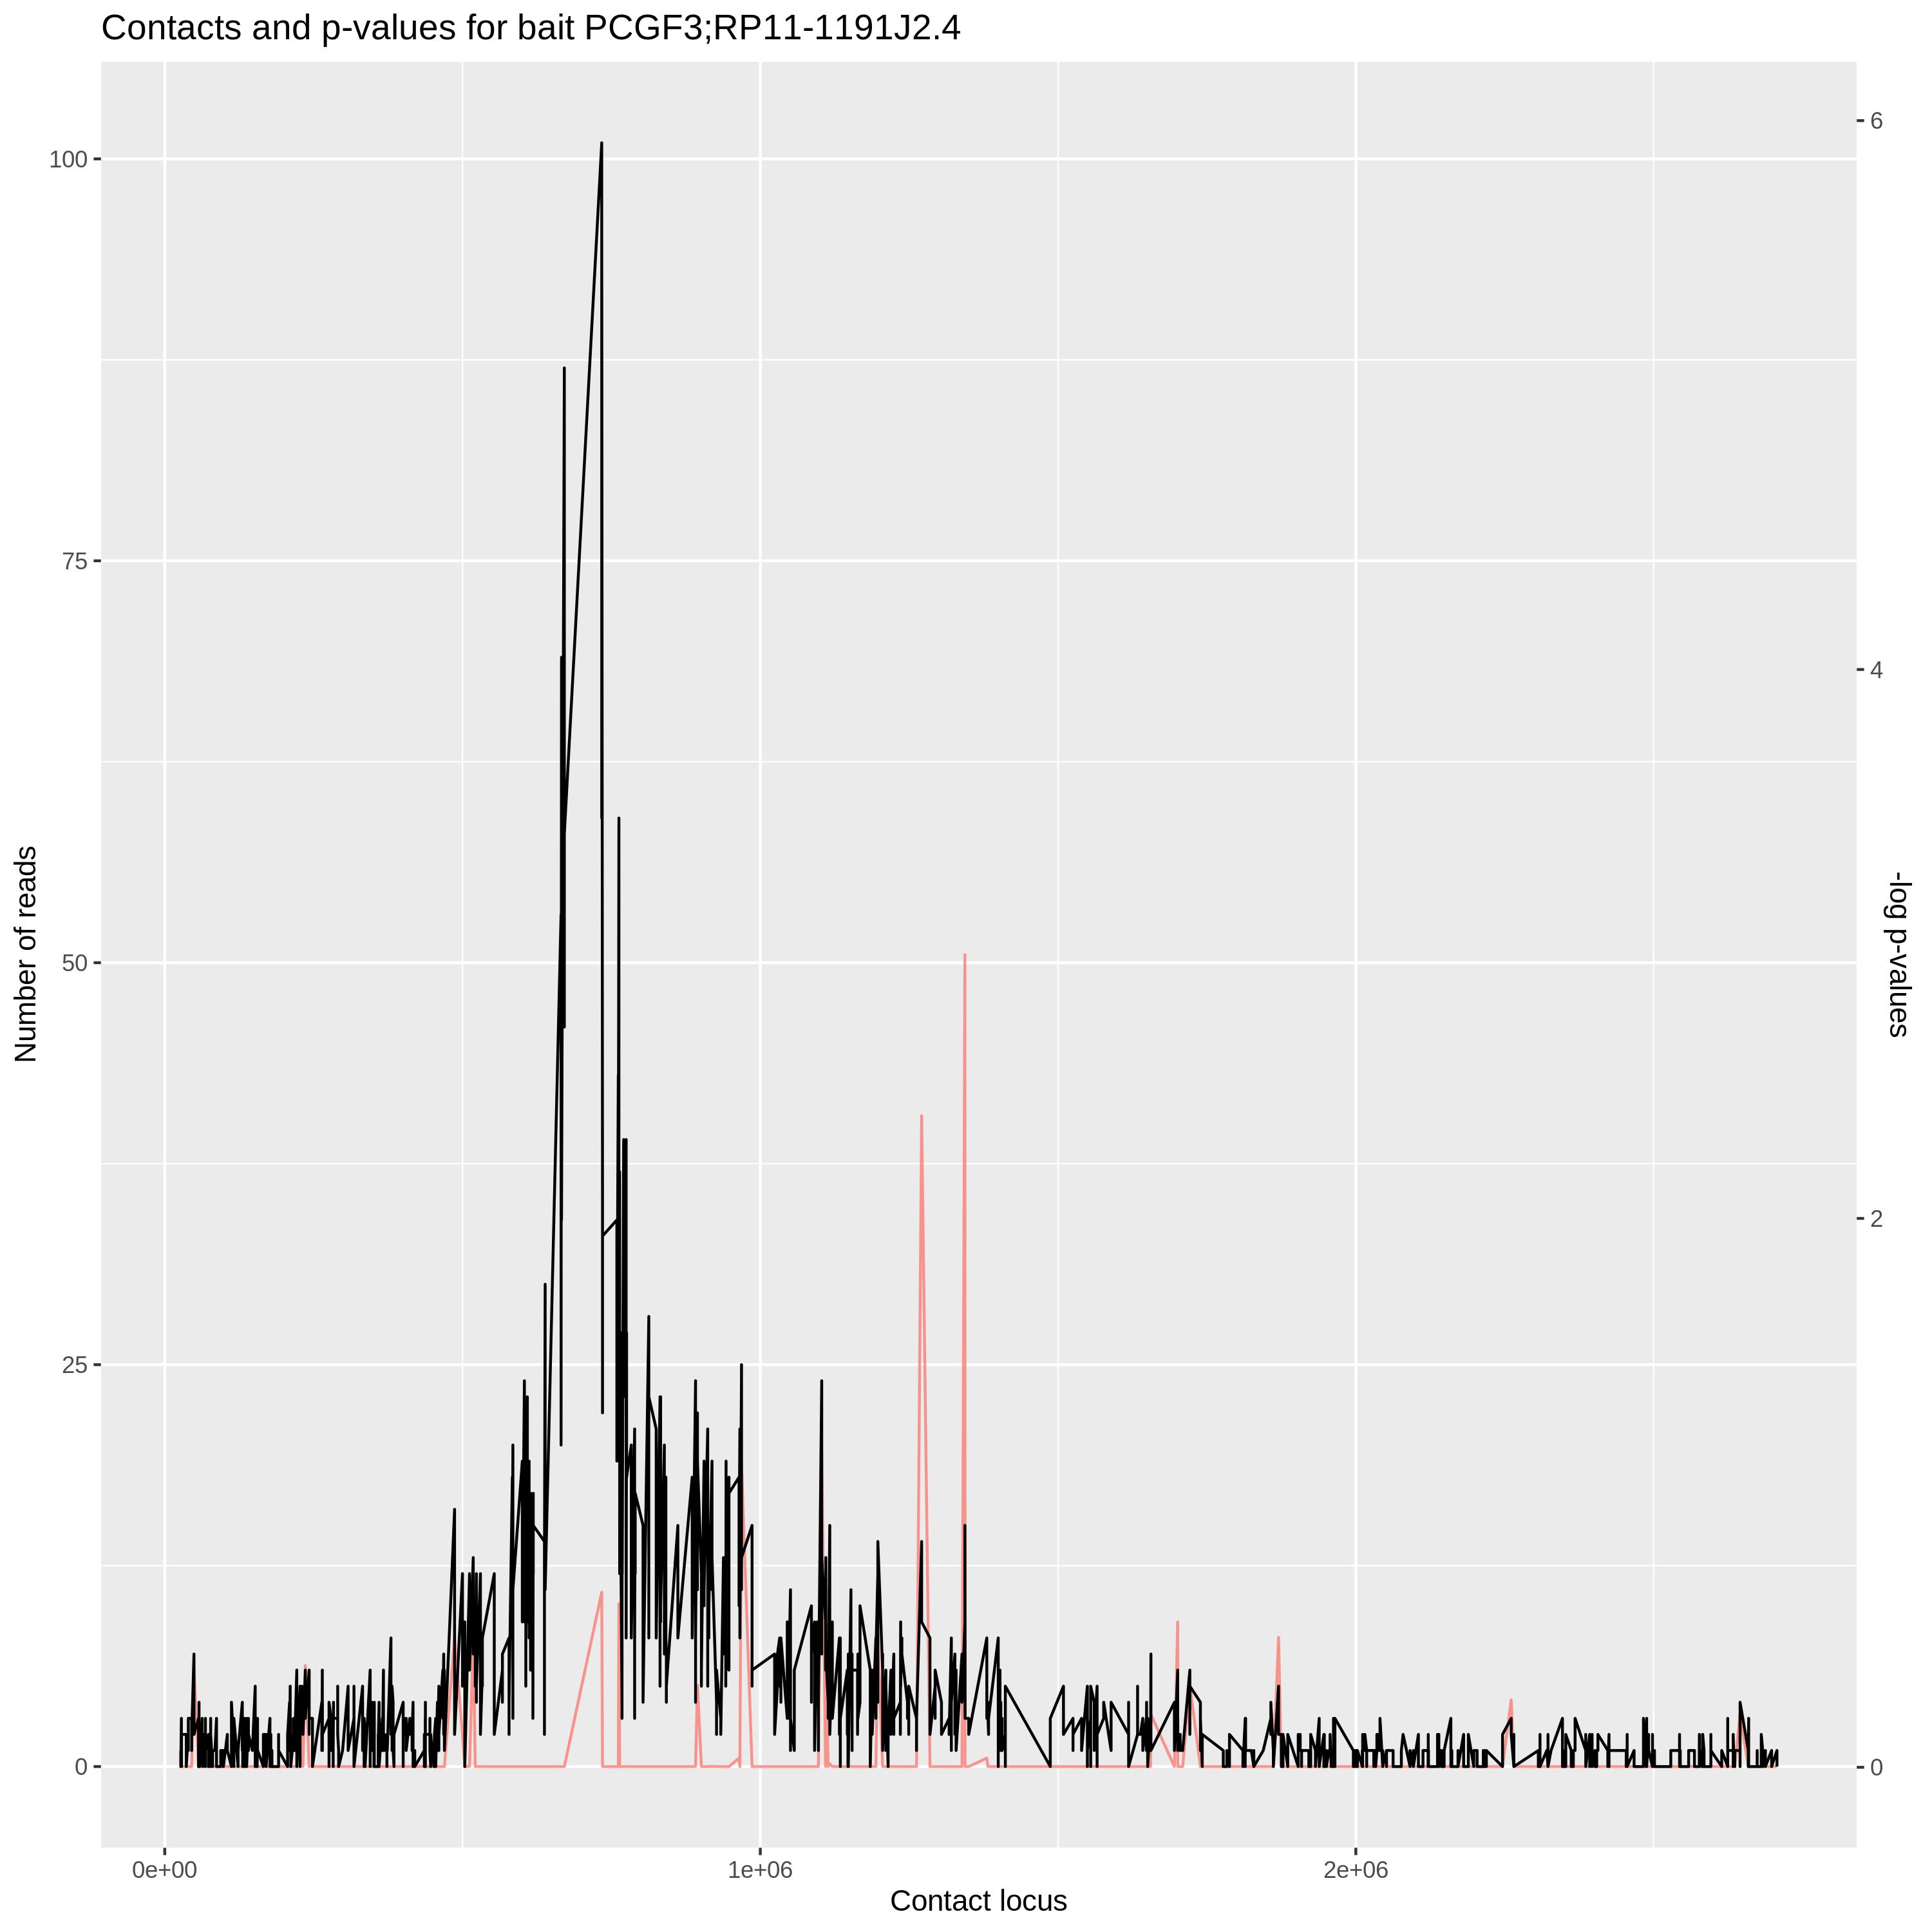 Contacts and p-values for bait PCGF3;RP11-1191J2.4
Number of reads
100
75
50
25
0
6
4
2
0
-log p-values
0e+00
1e+06
2e+06
Contact locus